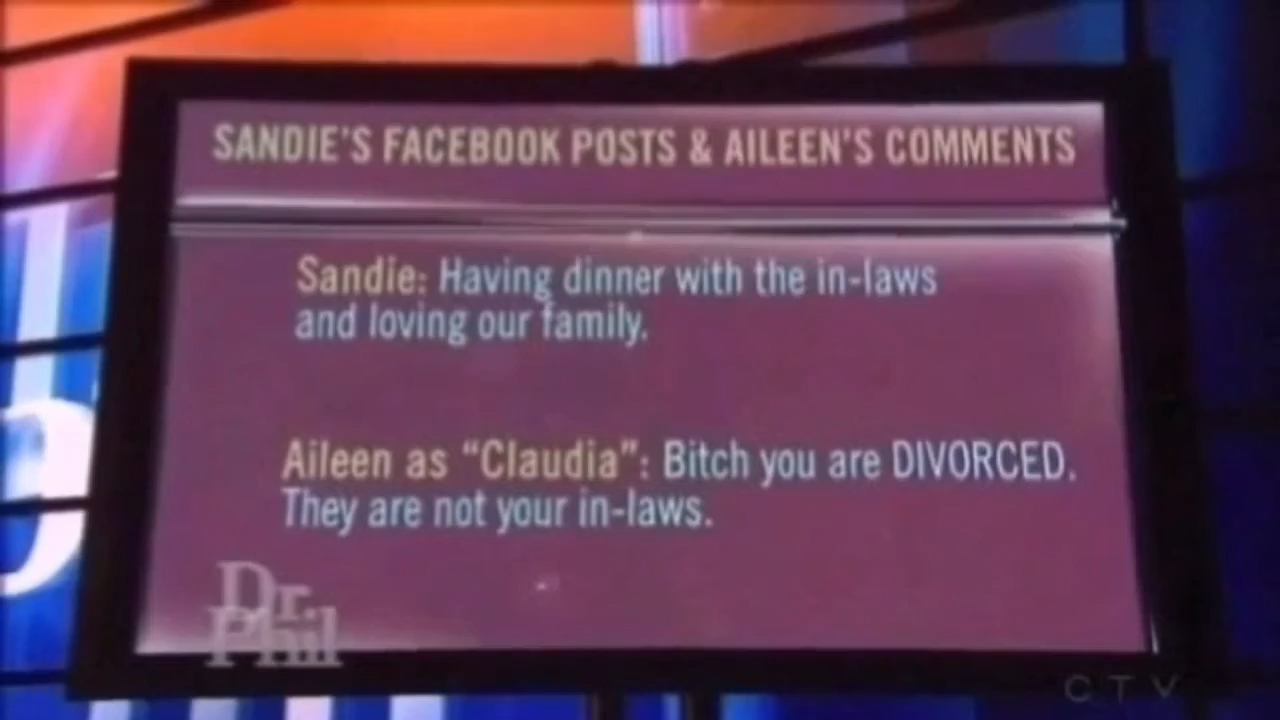 SANDIE'S FACEBOOK POSTS & AILEEN'S COMMENTS
Sandie: Having dinner with the in-laws
and loving our family.
Aileen as "Claudia": Bitch you are DIVORCED.
They are not your in-laws.
Dr.
Phil
CTV